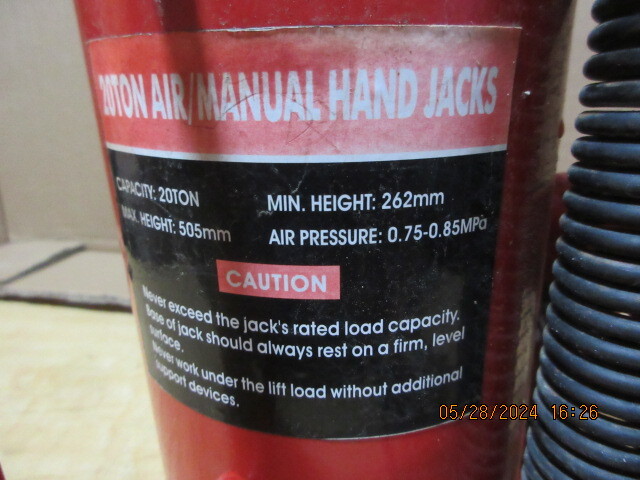 20TON AIR/MANUAL HAND JACKS
CAPACITY: 20TON
MIN. HEIGHT: 262mm
MAX. HEIGHT: 505mm
AIR PRESSURE: 0.75-0.85MPa
CAUTION
Never exceed the jack's rated load capacity.
Base of jack should always rest on a firm, level
surface.
Never work under the lift load without additional
support devices.
05/28/2024 16:26